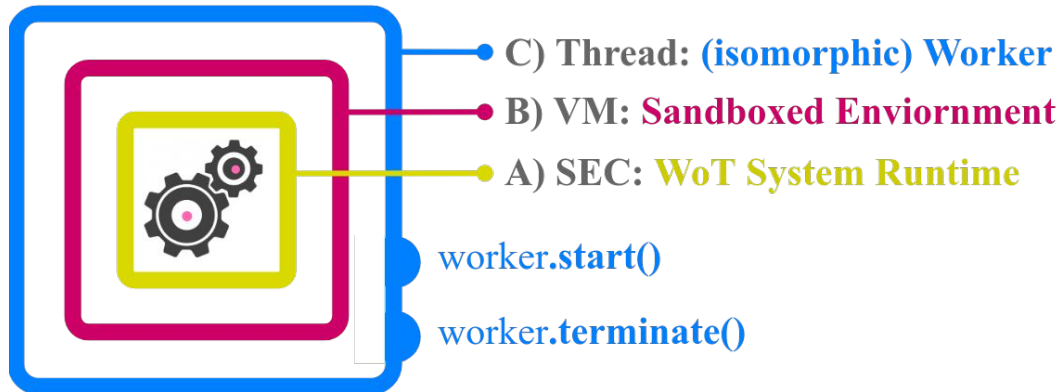 C) Thread: (isomorphic) Worker
B) VM: Sandboxed Enviornment
A) SEC: WoT System Runtime
worker.start()
worker.terminate()